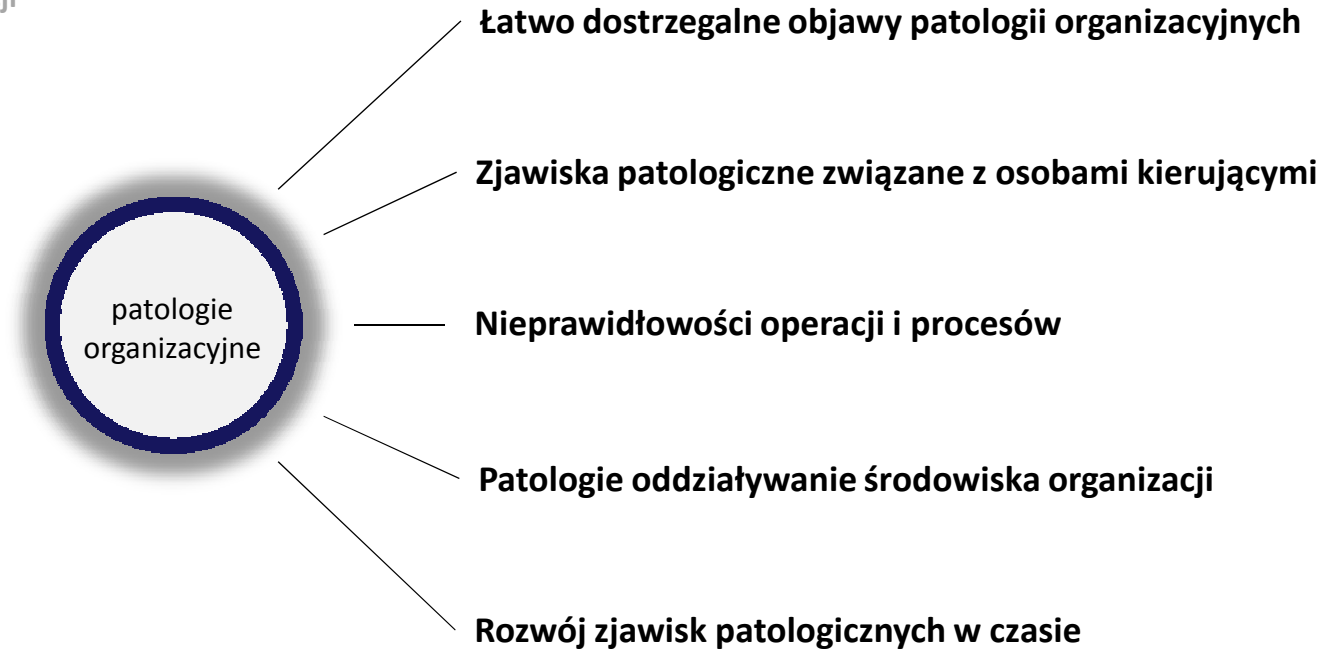 Łatwo dostrzegalne objawy patologii organizacyjnych
Zjawiska patologiczne związane z osobami kierującymi
patologie
organizacyjne
Nieprawidłowości operacji i procesów
Patologie oddziaływanie środowiska organizacji
Rozwój zjawisk patologicznych w czasie